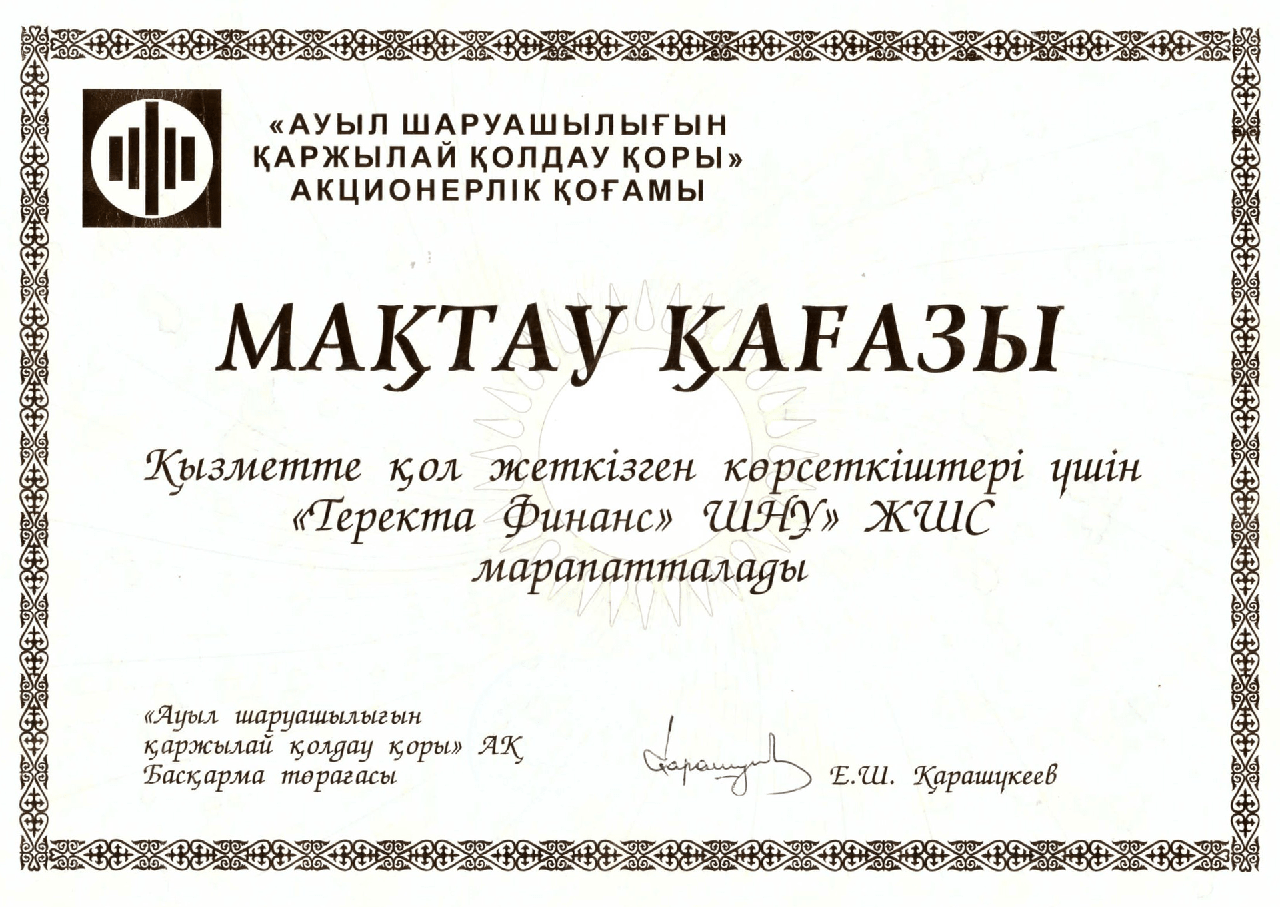 «АУЫЛ ШАРУАШЫЛЫҒЫН
ҚАРЖЫЛАЙ ҚОЛДАУ ҚОРЫ»
АКЦИОНЕРЛІК ҚОҒАМЫ
МАҚТАУ ҚАҒАЗЫ
Қызметте қол жеткізген көрсеткіштері үшін
«Теректа Финанс» ШНУ» ЖШС
марапатталады
«Ауыл шаруашылығын
қаржылай қолдау қоры» АҚ
Басқарма төрағасы
Е.Ш. Қарашүкеев